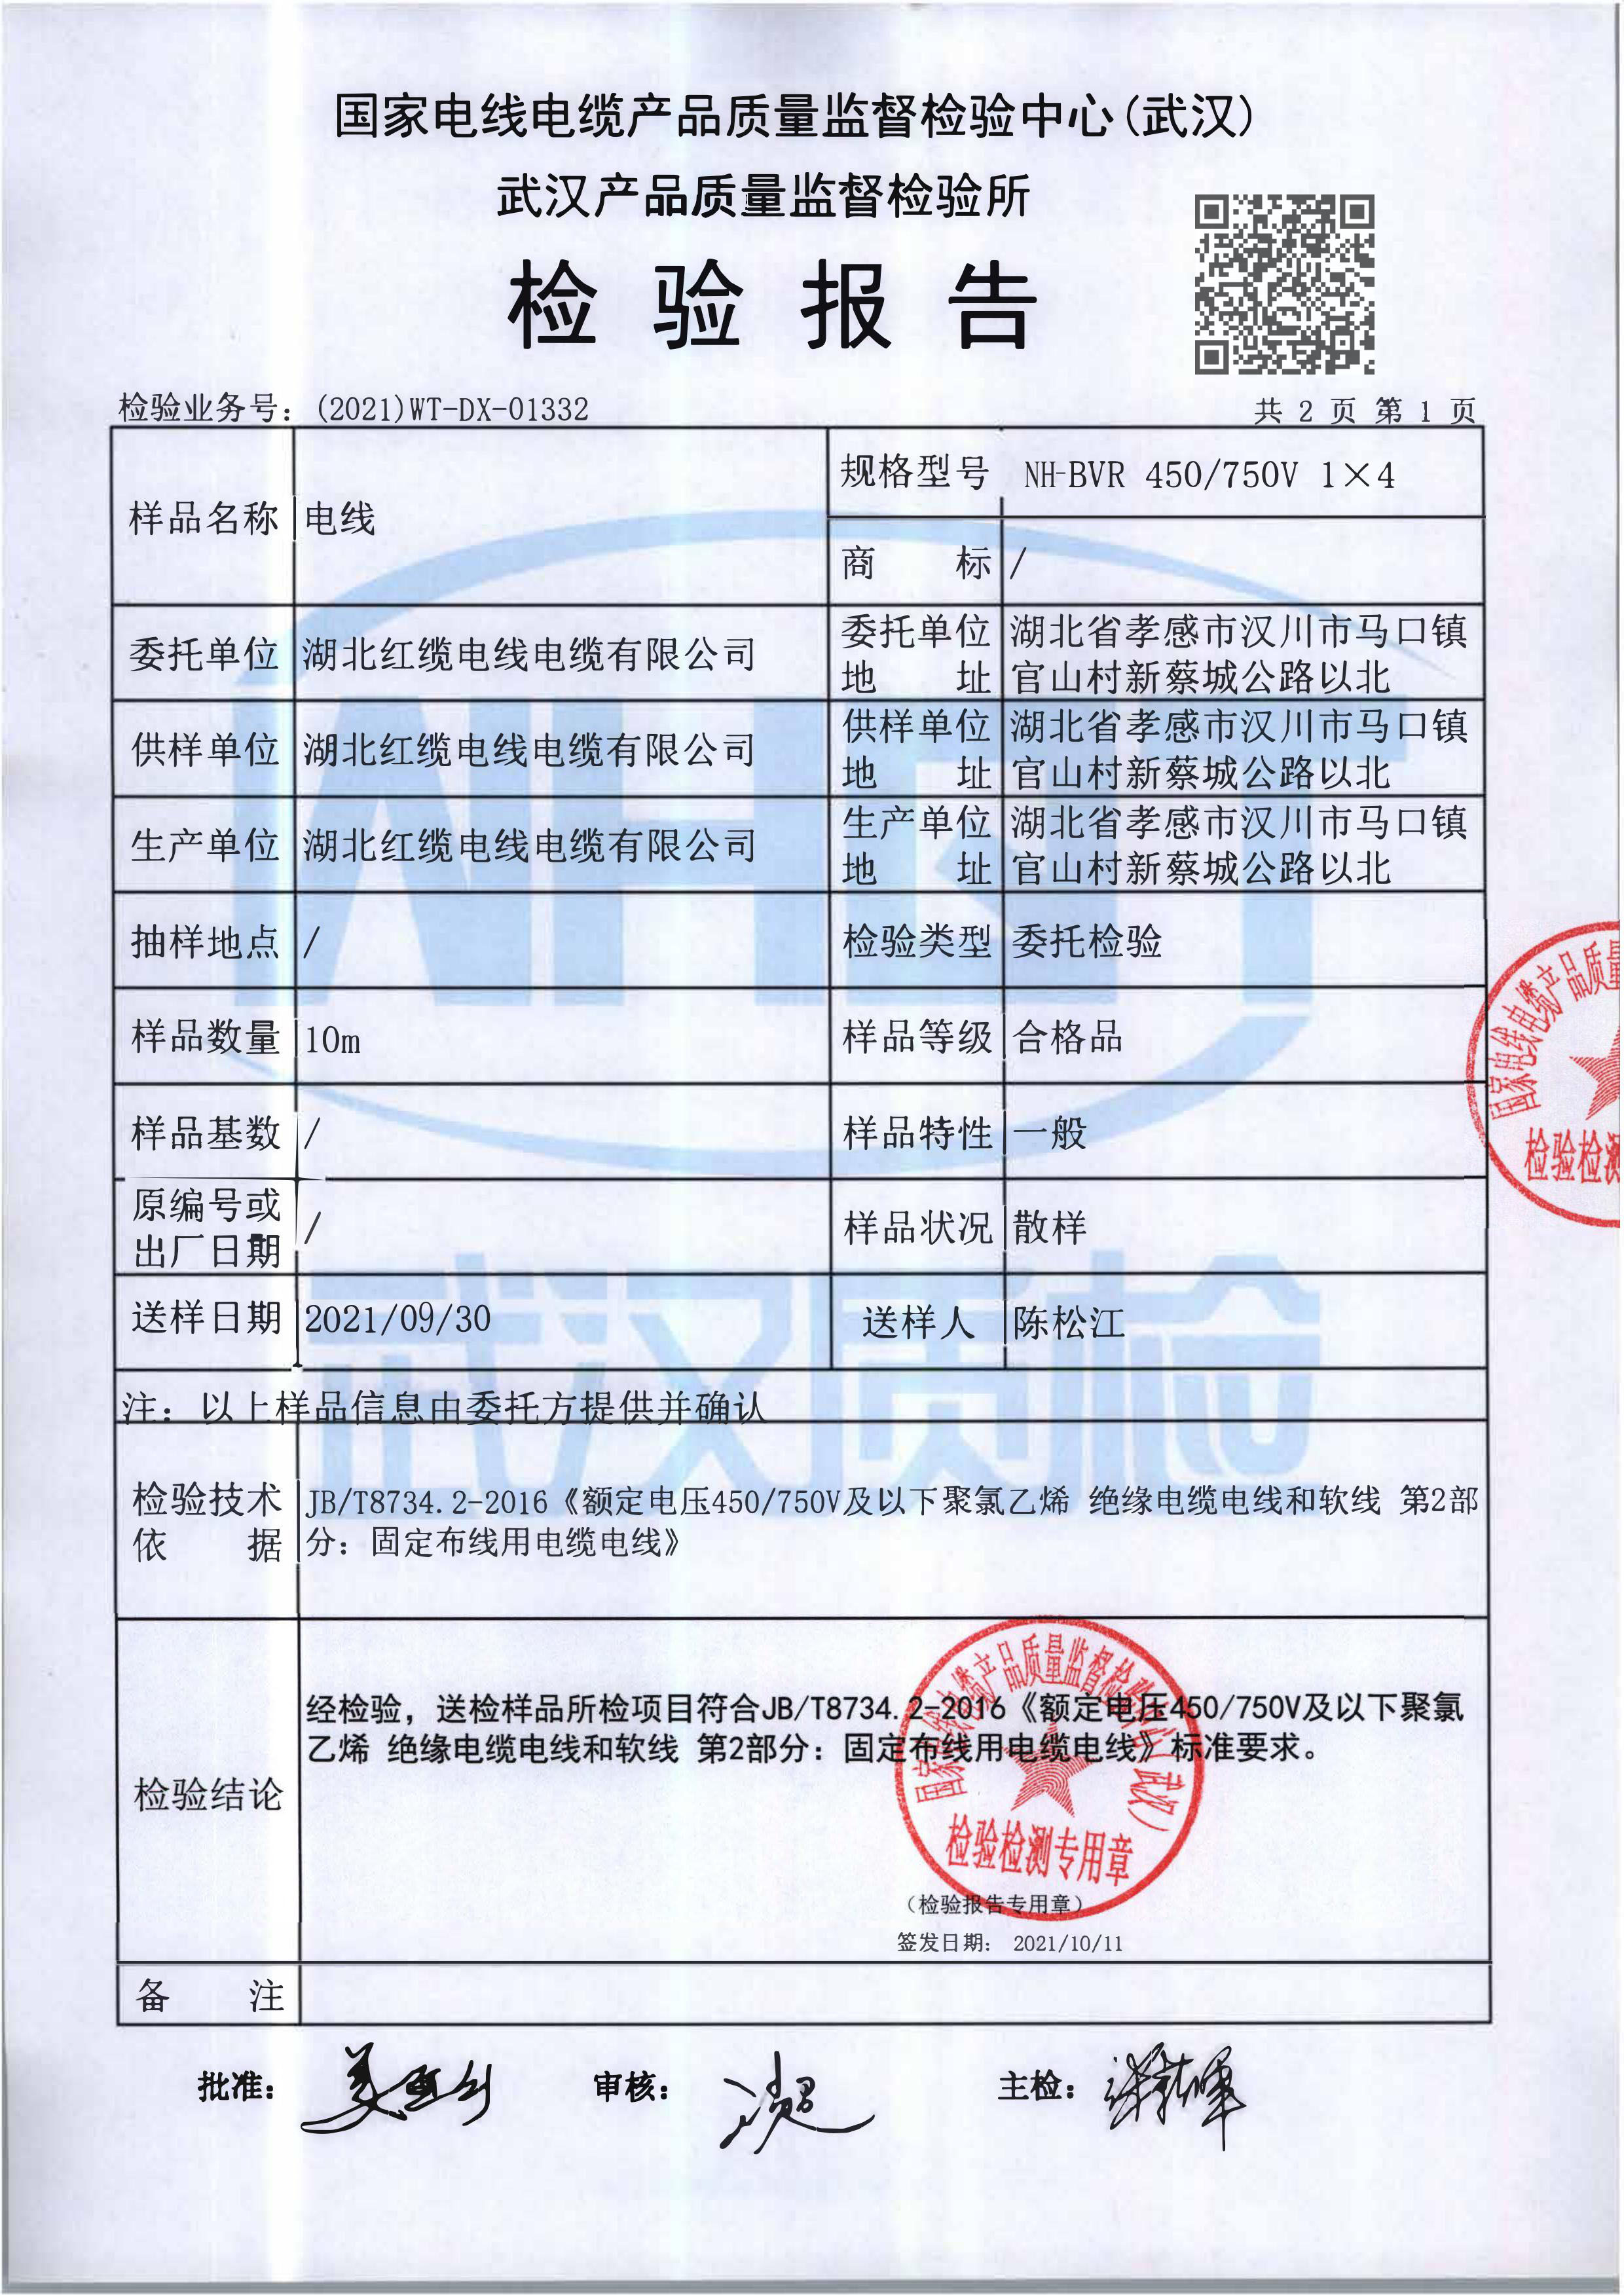 国家电线电缆产品质量监督检验中心(武汉)
武汉产品质量监督检验所
检验报告
检验业务号：(2021)WT-DX-01332
共 2 页 第 1 页
样品名称 电线
规格型号 NH-BVR 450/750V 1×4
商标 /
委托单位 湖北红缆电线电缆有限公司
委托单位地址 湖北省孝感市汉川市马口镇
官山村新蔡城公路以北
供样单位 湖北红缆电线电缆有限公司
供样单位地址 湖北省孝感市汉川市马口镇
官山村新蔡城公路以北
生产单位 湖北红缆电线电缆有限公司
生产单位地址 湖北省孝感市汉川市马口镇
官山村新蔡城公路以北
抽样地点 /
检验类型 委托检验
样品数量 10m
样品等级 合格品
样品基数 /
样品特性 一般
原编号或
出厂日期 /
样品状况 散样
送样日期 2021/09/30
送样人 陈松江
注：以上样品信息由委托方提供并确认
检验技术依据
JB/T8734.2-2016《额定电压450/750V及以下聚氯乙烯 绝缘电缆电线和软线 第2部
分：固定布线用电缆电线》
检验结论
经检验，送检样品所检项目符合JB/T8734.2-2016《额定电压450/750V及以下聚氯
乙烯 绝缘电缆电线和软线 第2部分：固定布线用电缆电线》标准要求。
国家电线电缆产品质量监督检验中心（武汉）
检验检测专用章
（检验报告专用章）
签发日期： 2021/10/11
备注
批准：
审核：
主检：
武汉质检
国家电线电缆产品质量
检验检测